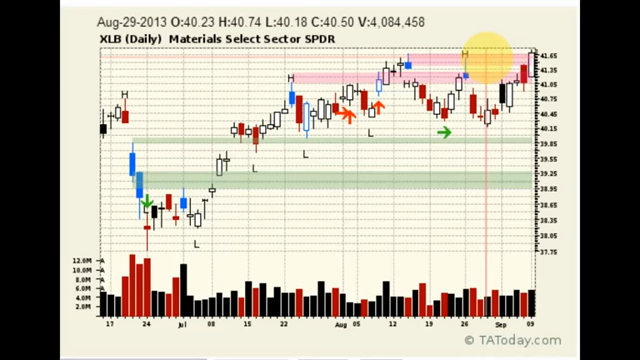 Aug-29-2013 O:40.23 H:40.74 L:40.18 C:40.50 V:4,084,458
XLB (Daily) Materials Select Sector SPDR
41.65
41.35
41.05
40.75
40.45
40.15
39.85
39.55
39.25
38.95
38.65
38.35
38.05
37.75
H
H
H
H
L
L
L
L
12.0M
10.0M
8.0M
6.0M
4.0M
2.0M
17 24 Jul 08 15 22 Aug 05 12 19 26 Sep 09
© TAToday.com